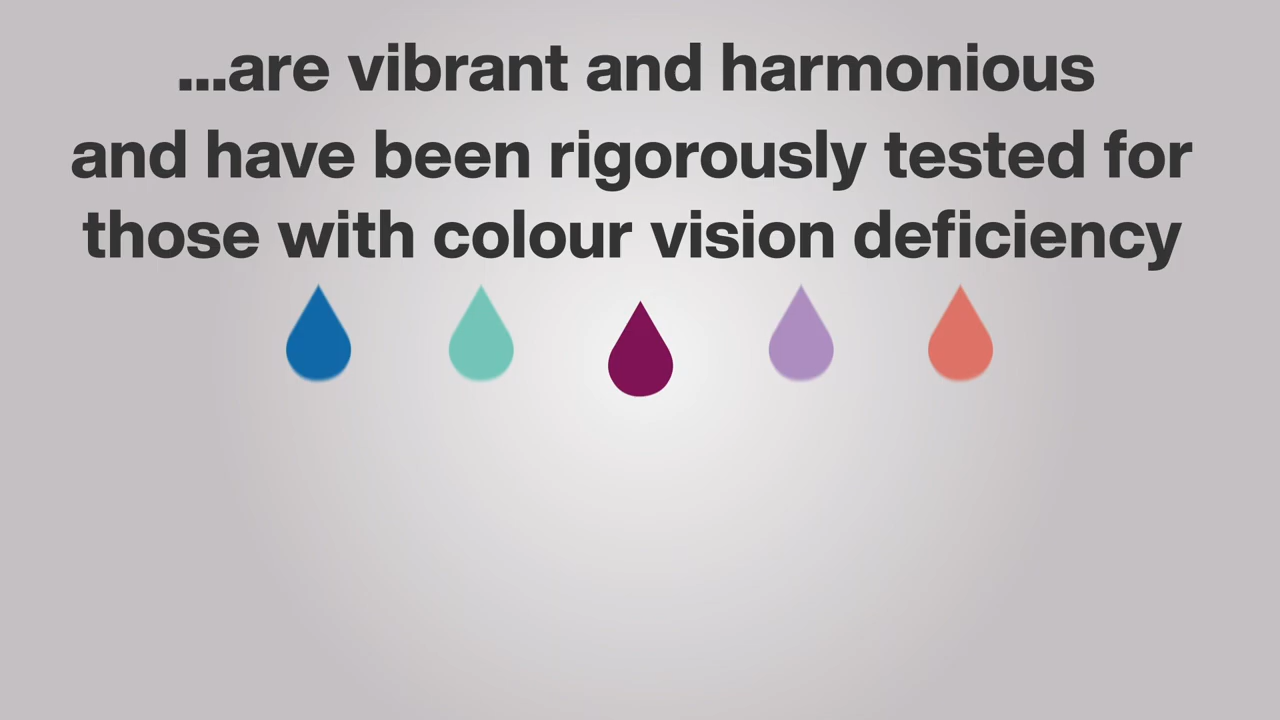 ...are vibrant and harmonious
and have been rigorously tested for
those with colour vision deficiency